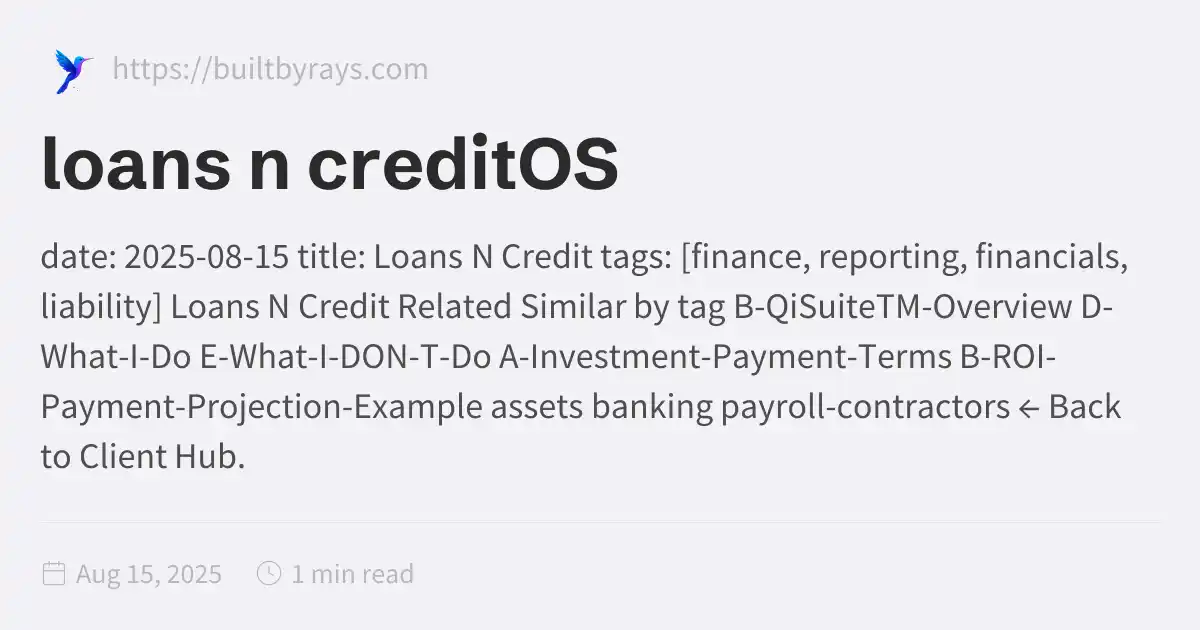 https://builtbyrays.com
loans n creditOS
date: 2025-08-15 title: Loans N Credit tags: [finance, reporting, financials,
liability] Loans N Credit Related Similar by tag B-QiSuiteTM-Overview D-
What-I-Do E-What-I-DON-T-Do A-Investment-Payment-Terms B-ROI-
Payment-Projection-Example assets banking payroll-contractors ← Back
to Client Hub.
Aug 15, 2025 1 min read